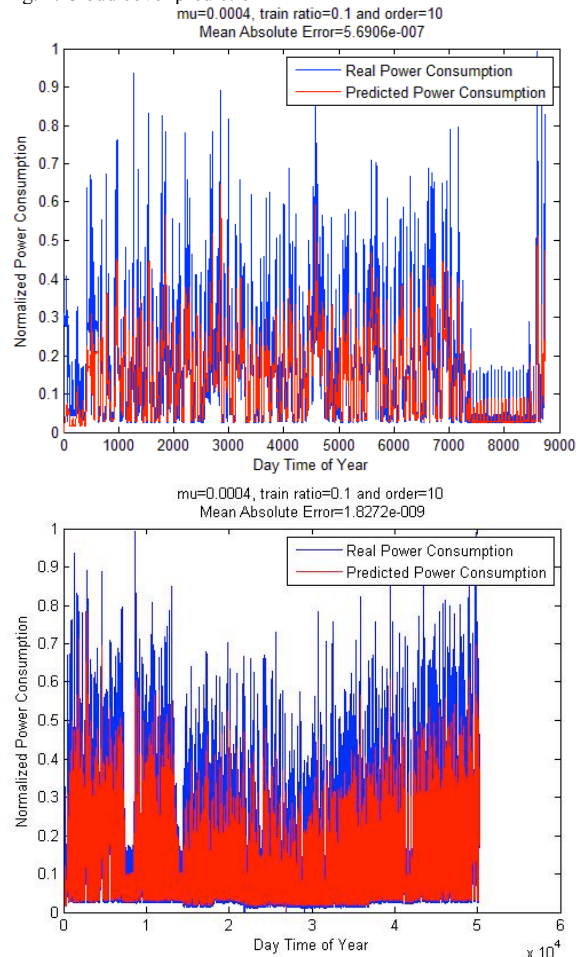 mu=0.0004, train ratio=0.1 and order=10
Mean Absolute Error=5.6906e-007
1
0.9
0.8
0.7
0.6
0.5
0.4
0.3
0.2
0.1
0
Normalized Power Consumption
Real Power Consumption
Predicted Power Consumption
0 1000 2000 3000 4000 5000 6000 7000 8000 9000
Day Time of Year
mu=0.0004, train ratio=0.1 and order=10
Mean Absolute Error=1.8272e-009
1
0.9
0.8
0.7
0.6
0.5
0.4
0.3
0.2
0.1
0
Normalized Power Consumption
Real Power Consumption
Predicted Power Consumption
0 1 2 3 4 5 6
Day Time of Year
x 10^4